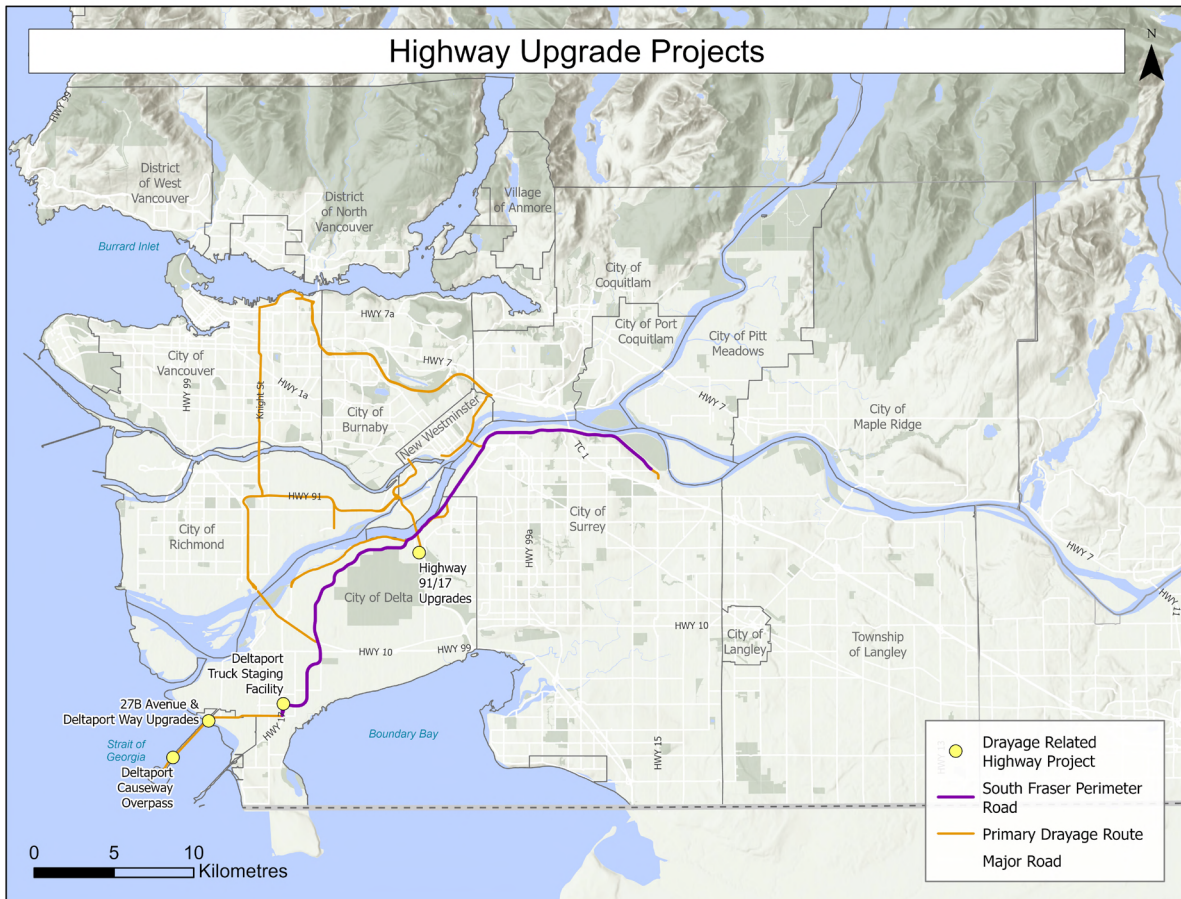 Highway Upgrade Projects
N
HWY 99
District
of West
Vancouver
District
of North
Vancouver
Village
of Anmore
Burrard Inlet
City of
Coquitlam
HWY 7a
City of Port
Coquitlam
City of Pitt
Meadows
City of
Vancouver
HWY 7
HWY 99
HWY 1a
Knight St
City of
Burnaby
New Westminster
HWY 7
City of
Maple Ridge
TC 1
HWY 91
City of
Richmond
City of
Surrey
HWY 99a
HWY 7
Highway
91/17
Upgrades
City of Delta
HWY 11
HWY 10
City of
Langley
Township
of Langley
HWY 10
HWY 99
Deltaport
Truck Staging
Facility
27B Avenue &
Deltaport Way Upgrades
Strait of
Georgia
Boundary Bay
HWY 15
Deltaport
Causeway
Overpass
Drayage Related
Highway Project
South Fraser Perimeter
Road
Primary Drayage Route
Major Road
0 5 10
Kilometres